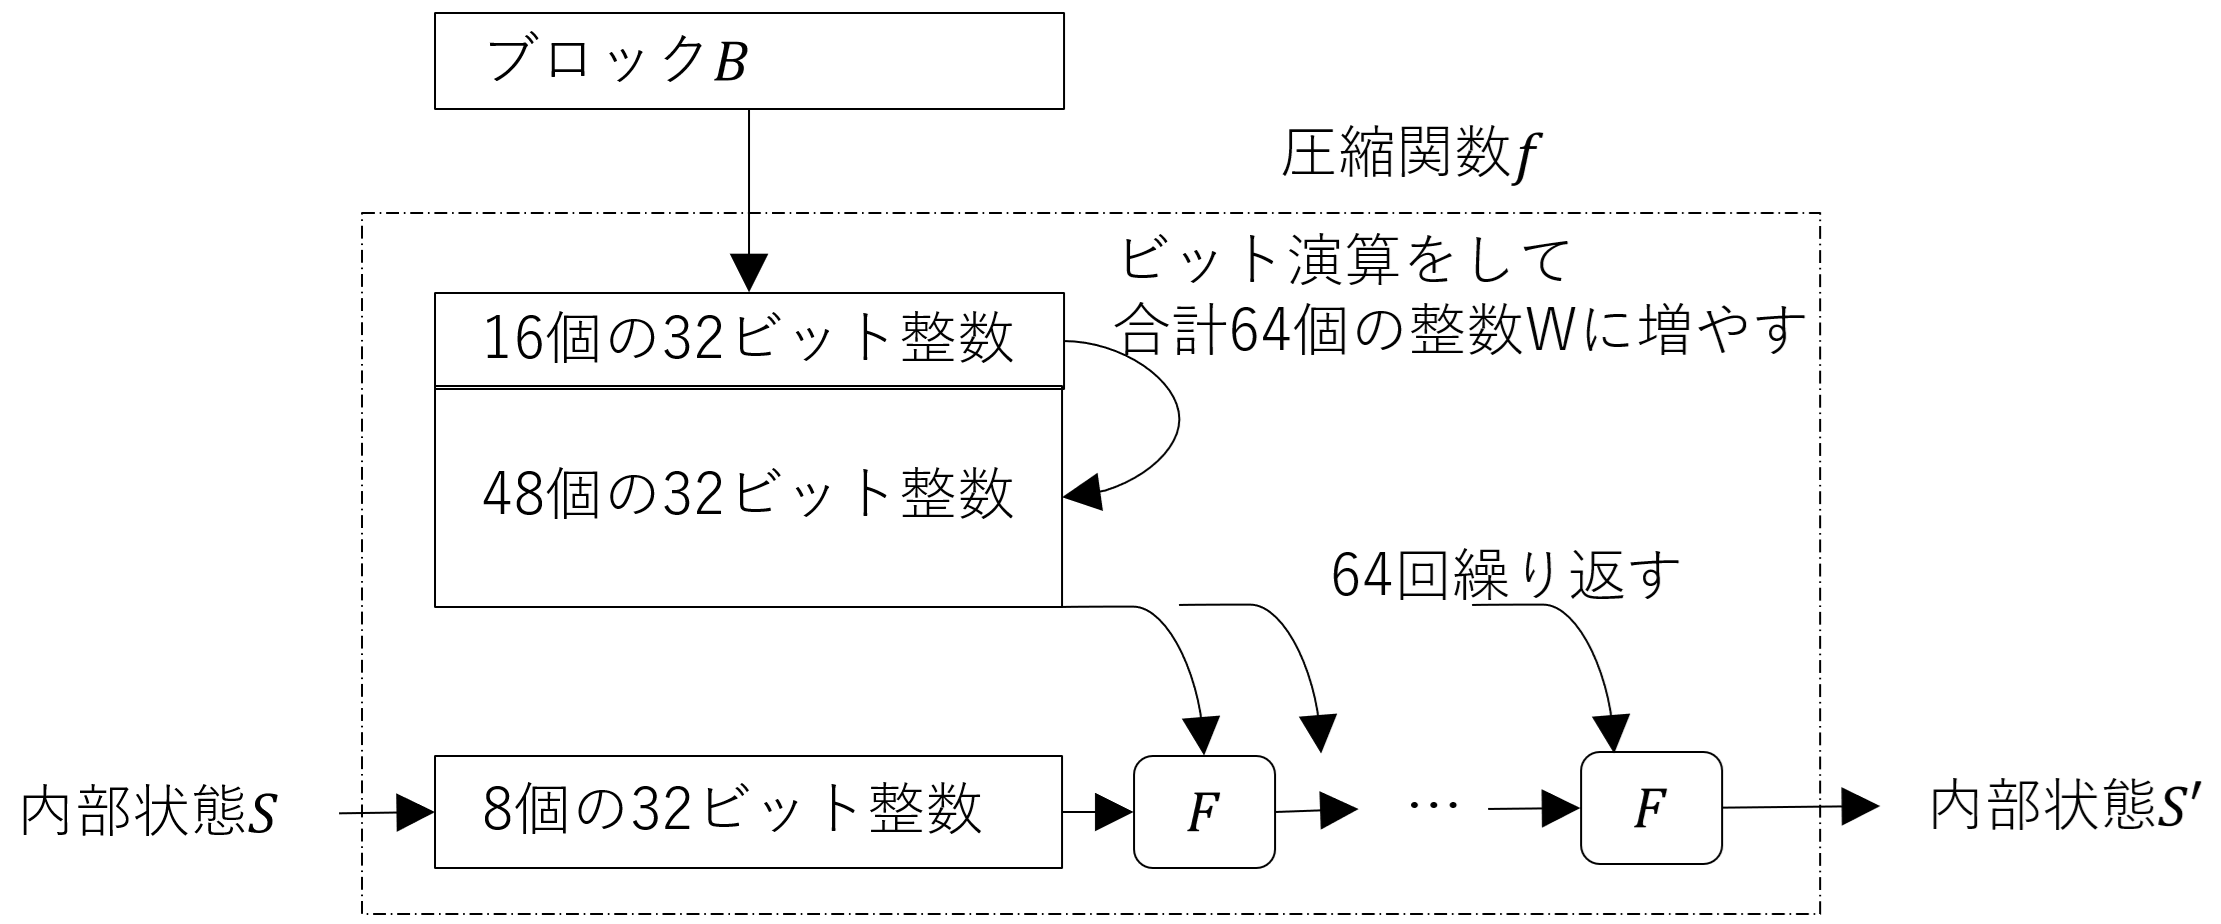 ブロックB
圧縮関数f
ビット演算をして
合計64個の整数Wに増やす
16個の32ビット整数
48個の32ビット整数
64回繰り返す
内部状態S
8個の32ビット整数
F
…
F
内部状態S′